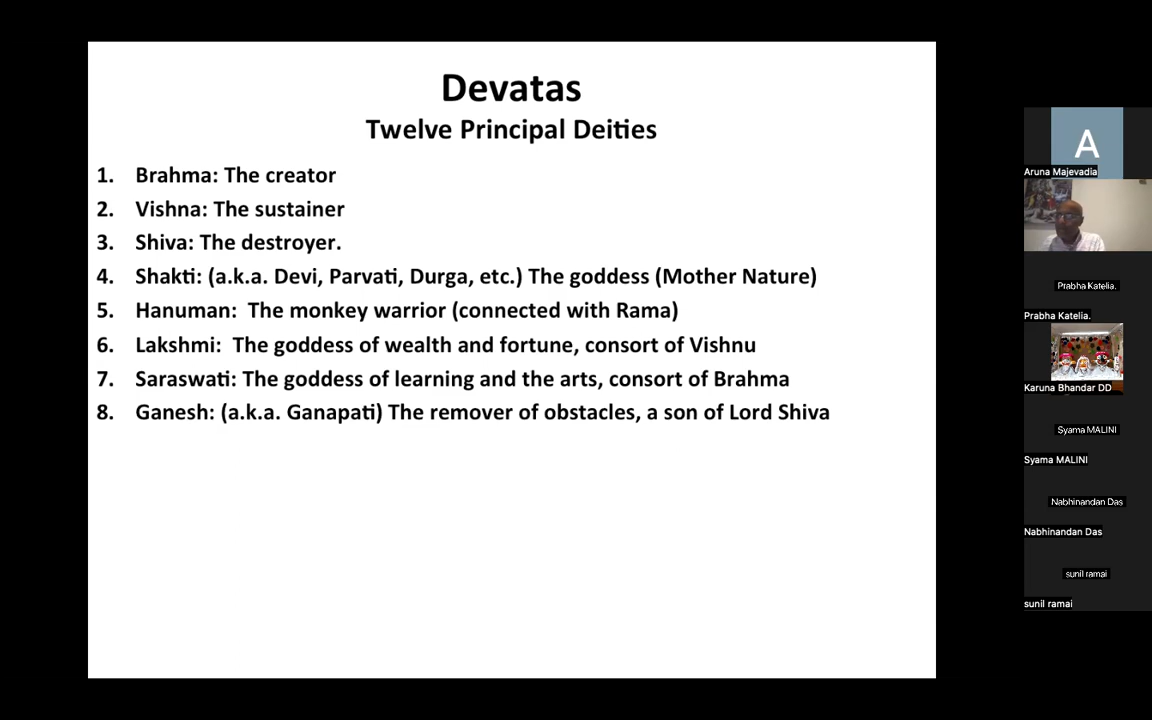 Devatas
Twelve Principal Deities
1. Brahma: The creator
2. Vishna: The sustainer
3. Shiva: The destroyer.
4. Shakti: (a.k.a. Devi, Parvati, Durga, etc.) The goddess (Mother Nature)
5. Hanuman:  The monkey warrior (connected with Rama)
6. Lakshmi:  The goddess of wealth and fortune, consort of Vishnu
7. Saraswati: The goddess of learning and the arts, consort of Brahma
8. Ganesh: (a.k.a. Ganapati) The remover of obstacles, a son of Lord Shiva
A
Aruna Majevadia
Prabha Katelia.
Prabha Katelia.
Karuna Bhandar DD
Syama MALINI
Syama MALINI
Nabhinandan Das
Nabhinandan Das
sunil ramai
sunil ramai